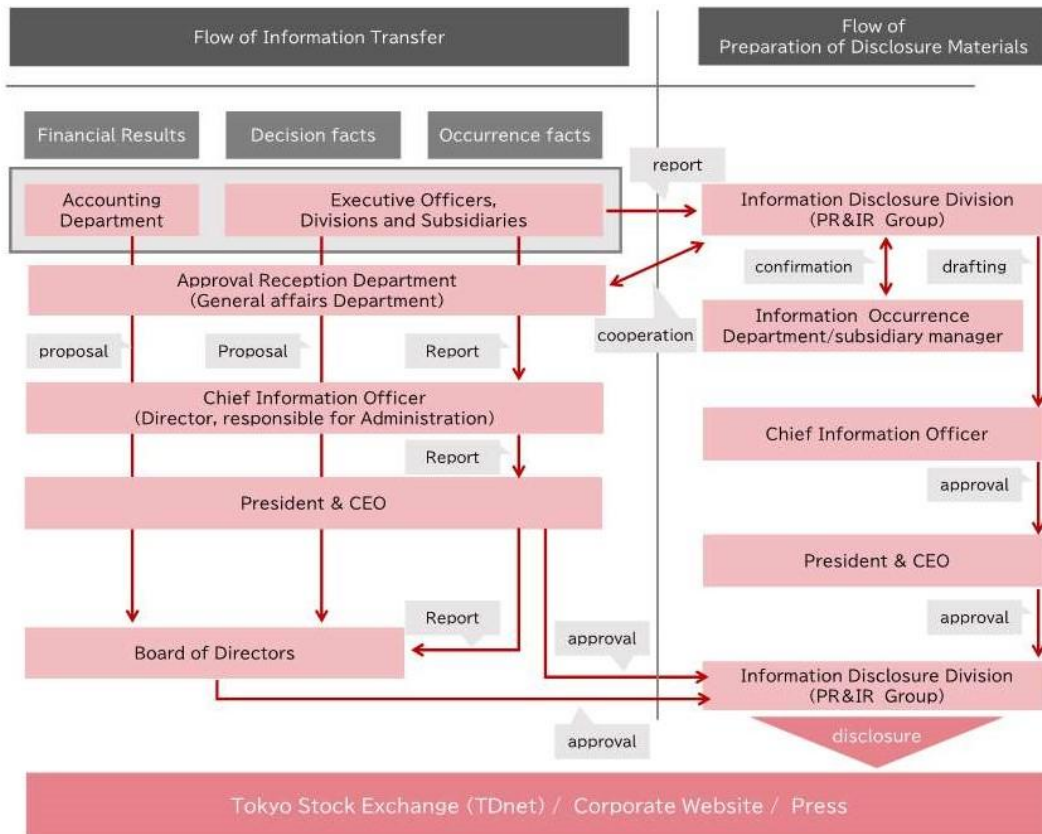 Flow of Information Transfer
Flow of
Preparation of Disclosure Materials
Financial Results
Decision facts
Occurrence facts
report
Accounting
Department
Executive Officers,
Divisions and Subsidiaries
Information Disclosure Division
(PR&IR Group)
Approval Reception Department
(General affairs Department)
confirmation
drafting
cooperation
Information Occurrence
Department/subsidiary manager
proposal
Proposal
Report
Chief Information Officer
(Director, responsible for Administration)
Chief Information Officer
Report
approval
President & CEO
President & CEO
Report
approval
approval
Board of Directors
Information Disclosure Division
(PR&IR Group)
approval
disclosure
Tokyo Stock Exchange (TDnet) / Corporate Website / Press